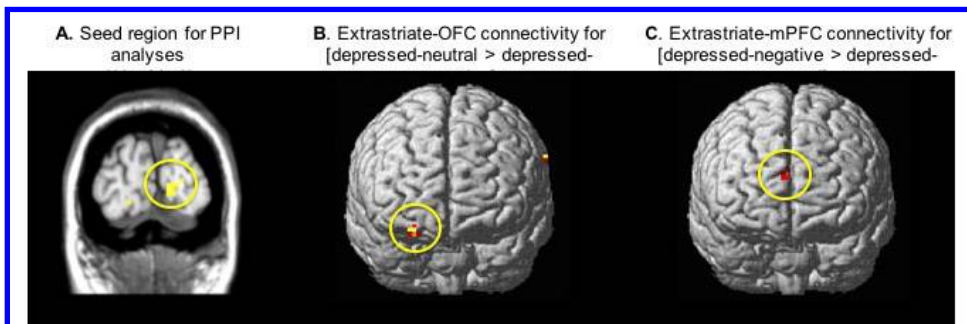 A. Seed region for PPI
analyses
B. Extrastriate-OFC connectivity for
[depressed-neutral > depressed-
C. Extrastriate-mPFC connectivity for
[depressed-negative > depressed-